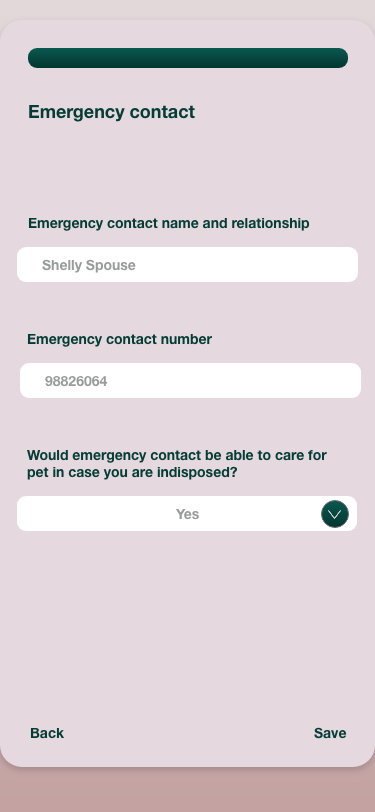 Emergency contact
Emergency contact name and relationship
Shelly Spouse
Emergency contact number
98826064
Would emergency contact be able to care for
pet in case you are indisposed?
Yes
Back
Save